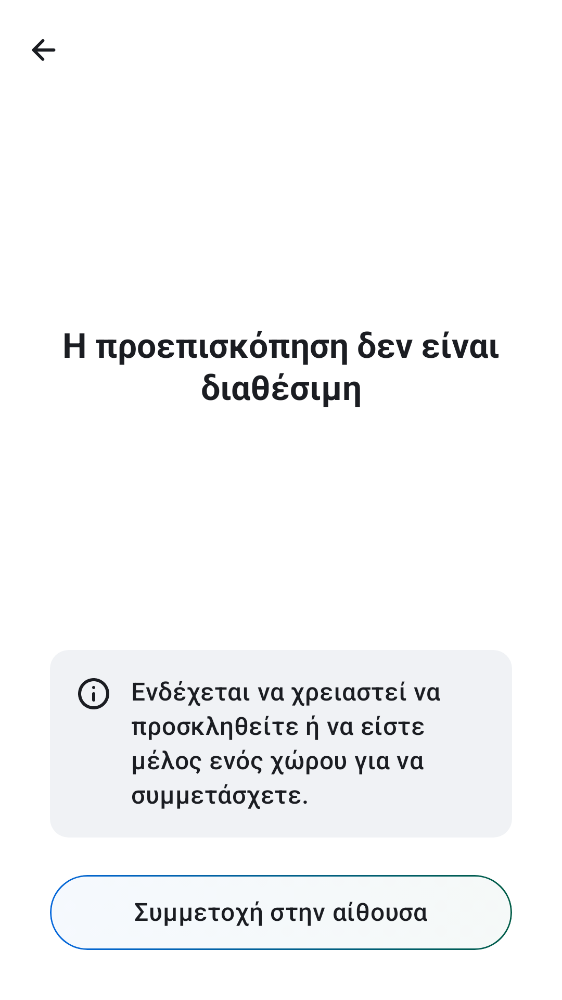 Η προεπισκόπηση δεν είναι
διαθέσιμη
Ενδέχεται να χρειαστεί να
προσκληθείτε ή να είστε
μέλος ενός χώρου για να
συμμετάσχετε.
Συμμετοχή στην αίθουσα